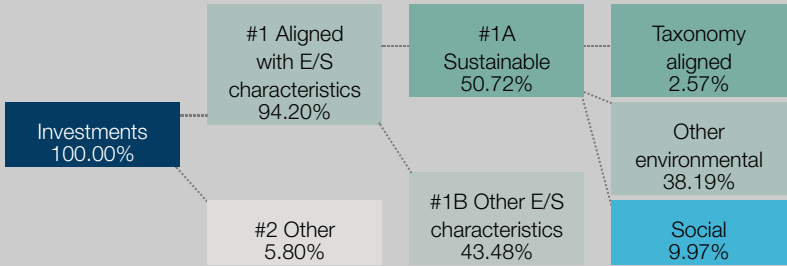 Investments
100.00%
#1 Aligned
with E/S
characteristics
94.20%
#2 Other
5.80%
#1A
Sustainable
50.72%
#1B Other E/S
characteristics
43.48%
Taxonomy
aligned
2.57%
Other
environmental
38.19%
Social
9.97%